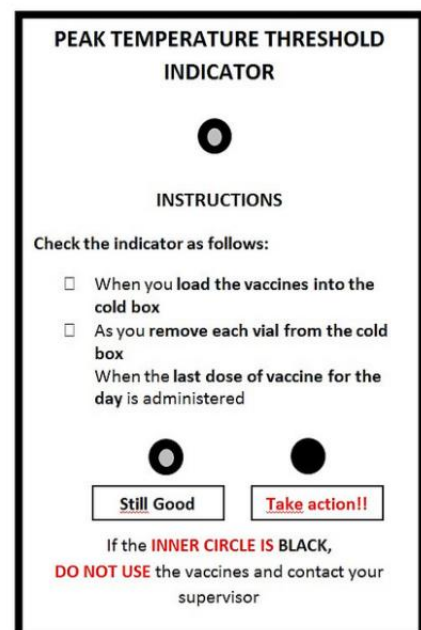 PEAK TEMPERATURE THRESHOLD
INDICATOR
INSTRUCTIONS
Check the indicator as follows:
☐ When you load the vaccines into the
cold box
☐ As you remove each vial from the cold
box
When the last dose of vaccine for the
day is administered
Still Good
Take action!!
If the INNER CIRCLE IS BLACK,
DO NOT USE the vaccines and contact your
supervisor